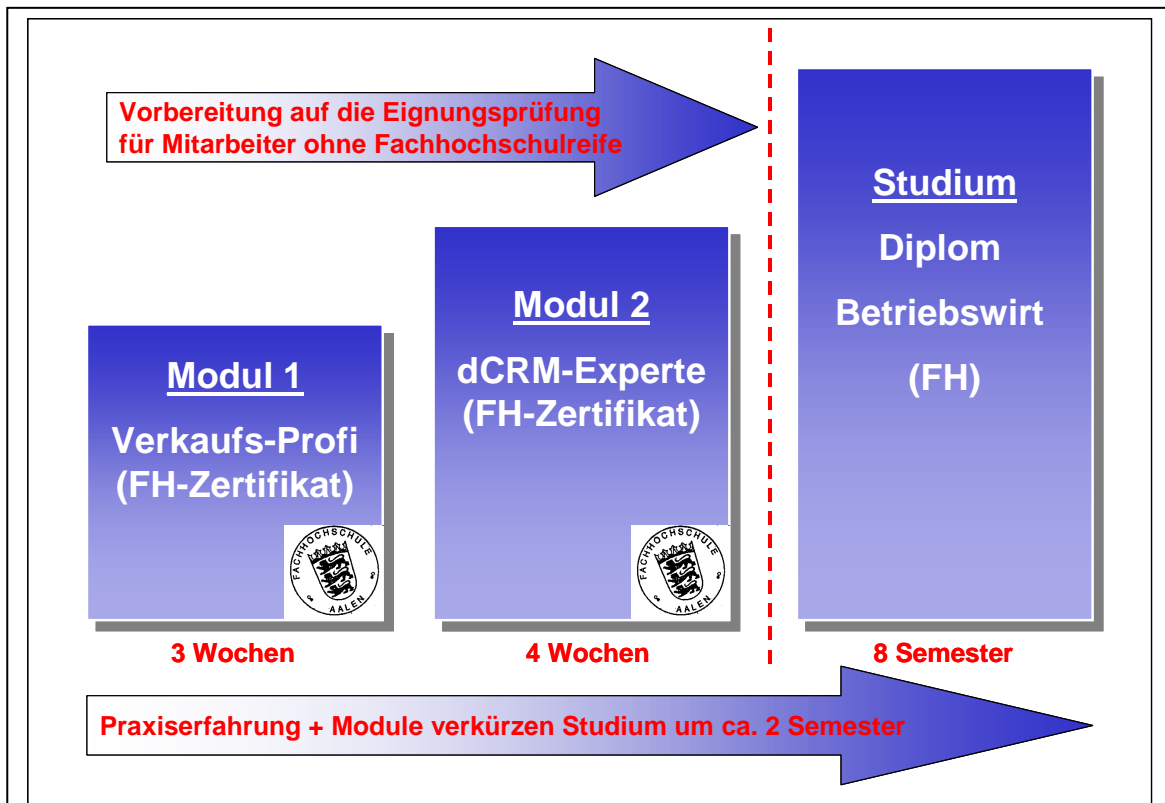 Vorbereitung auf die Eignungsprüfung
für Mitarbeiter ohne Fachhochschulreife
Studium
Diplom
Betriebswirt
(FH)
Modul 2
dCRM-Experte
(FH-Zertifikat)
Modul 1
Verkaufs-Profi
(FH-Zertifikat)
FACHHOCHSCHULE
AALEN
FACHHOCHSCHULE
AALEN
3 Wochen
4 Wochen
8 Semester
Praxiserfahrung + Module verkürzen Studium um ca. 2 Semester